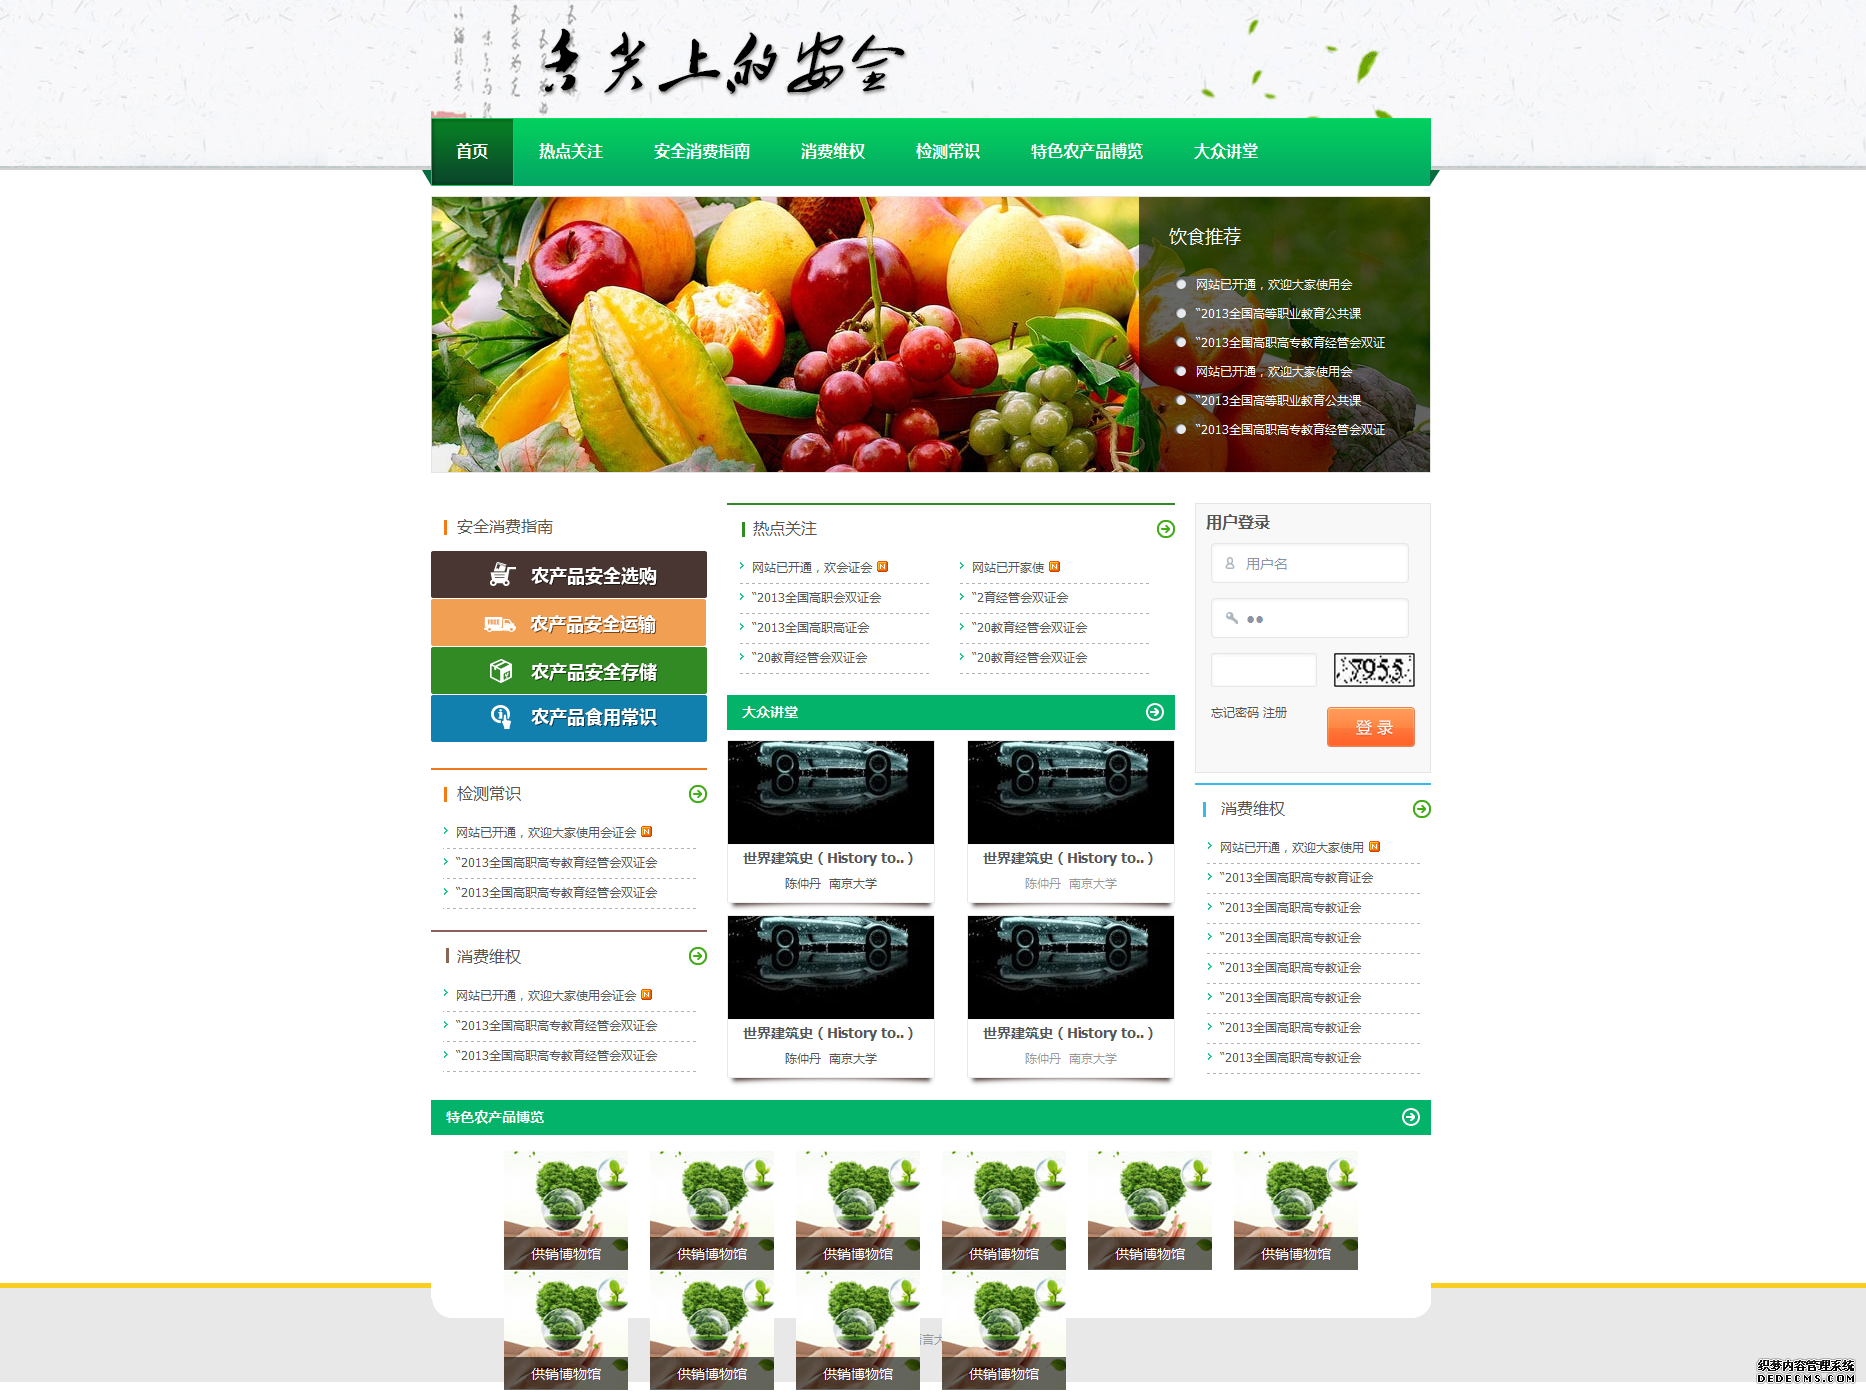 舌尖上的安全
首页 热点关注 安全消费指南 消费维权 检测常识 特色农产品博览 大众讲堂
饮食推荐
网站已开通，欢迎大家使用会
“2013全国高等职业教育公共课
“2013全国高职高专教育经管会双证
网站已开通，欢迎大家使用会
“2013全国高等职业教育公共课
“2013全国高职高专教育经管会双证
安全消费指南
农产品安全选购
农产品安全运输
农产品安全存储
农产品食用常识
检测常识
网站已开通，欢迎大家使用会证会 N
“2013全国高职高专教育经管会双证会
“2013全国高职高专教育经管会双证会
消费维权
网站已开通，欢迎大家使用会证会 N
“2013全国高职高专教育经管会双证会
“2013全国高职高专教育经管会双证会
热点关注
网站已开通，欢会证会 N
“2013全国高职会双证会
“2013全国高职高证会
“20教育经管会双证会
网站已开家使 N
“2育经管会双证会
“20教育经管会双证会
“20教育经管会双证会
大众讲堂
世界建筑史（History to..）
陈仲丹 南京大学
世界建筑史（History to..）
陈仲丹 南京大学
世界建筑史（History to..）
陈仲丹 南京大学
世界建筑史（History to..）
陈仲丹 南京大学
用户登录
用户名
7955
忘记密码 注册
登 录
消费维权
网站已开通，欢迎大家使用 N
“2013全国高职高专教育证会
“2013全国高职高专教证会
“2013全国高职高专教证会
“2013全国高职高专教证会
“2013全国高职高专教证会
“2013全国高职高专教证会
“2013全国高职高专教证会
特色农产品博览
供销博物馆 供销博物馆 供销博物馆 供销博物馆 供销博物馆 供销博物馆
言大
供销博物馆 供销博物馆 供销博物馆 供销博物馆
织梦内容管理系统
DEDECMS.COM